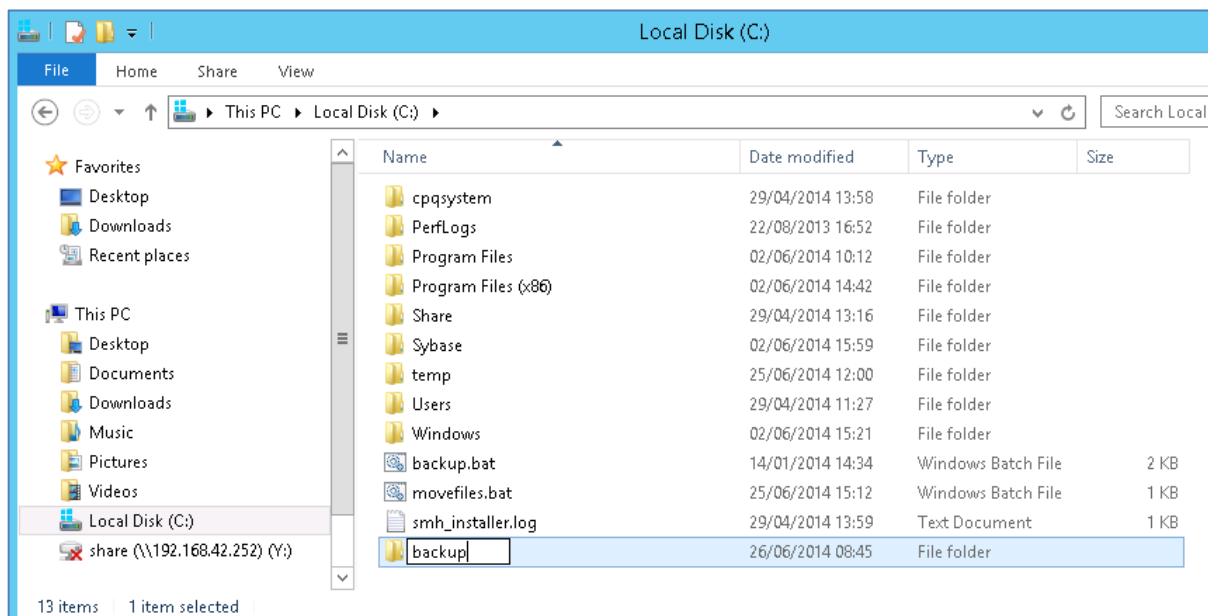 Local Disk (C:)
File Home Share View
This PC Local Disk (C:) Search Local
Name Date modified Type Size
Favorites
Desktop
Downloads
Recent places
This PC
Desktop
Documents
Downloads
Music
Pictures
Videos
Local Disk (C:)
share (\\192.168.42.252) (Y:)
cpqsystem 29/04/2014 13:58 File folder
PerfLogs 22/08/2013 16:52 File folder
Program Files 02/06/2014 10:12 File folder
Program Files (x86) 02/06/2014 14:42 File folder
Share 29/04/2014 13:16 File folder
Sybase 02/06/2014 15:59 File folder
temp 25/06/2014 12:00 File folder
Users 29/04/2014 11:27 File folder
Windows 02/06/2014 15:21 File folder
backup.bat 14/01/2014 14:34 Windows Batch File 2 KB
movefiles.bat 25/06/2014 15:12 Windows Batch File 1 KB
smh_installer.log 29/04/2014 13:59 Text Document 1 KB
backup 26/06/2014 08:45 File folder
13 items 1 item selected